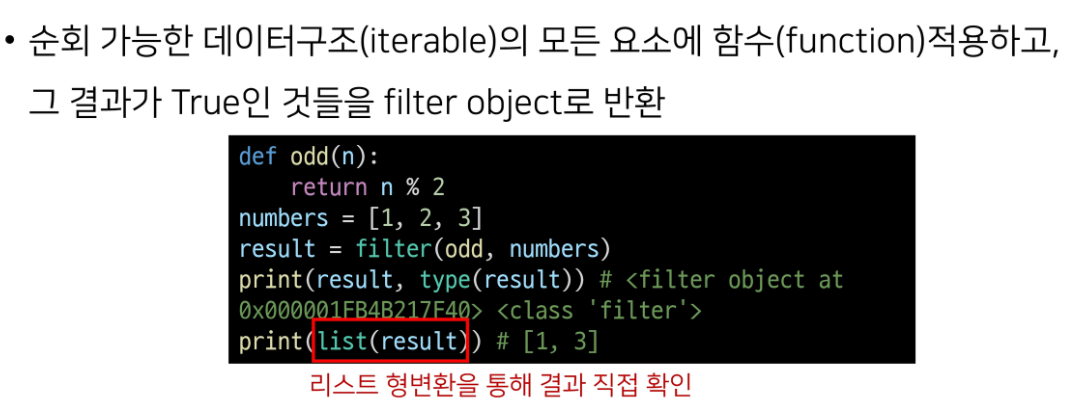 • 순회 가능한 데이터구조(iterable)의 모든 요소에 함수(function)적용하고,
그 결과가 True인 것들을 filter object로 반환
def odd(n):
    return n % 2
numbers = [1, 2, 3]
result = filter(odd, numbers)
print(result, type(result)) # <filter object at
0x000001FB4B217F40> <class 'filter'>
print(list(result)) # [1, 3]
리스트 형변환을 통해 결과 직접 확인